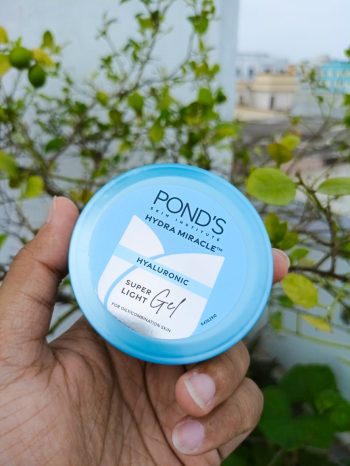 POND'S
SKIN INSTITUTE
HYDRA MIRACLE™
HYALURONIC
SUPER
LIGHT Gel
FOR OILY/COMBINATION SKIN